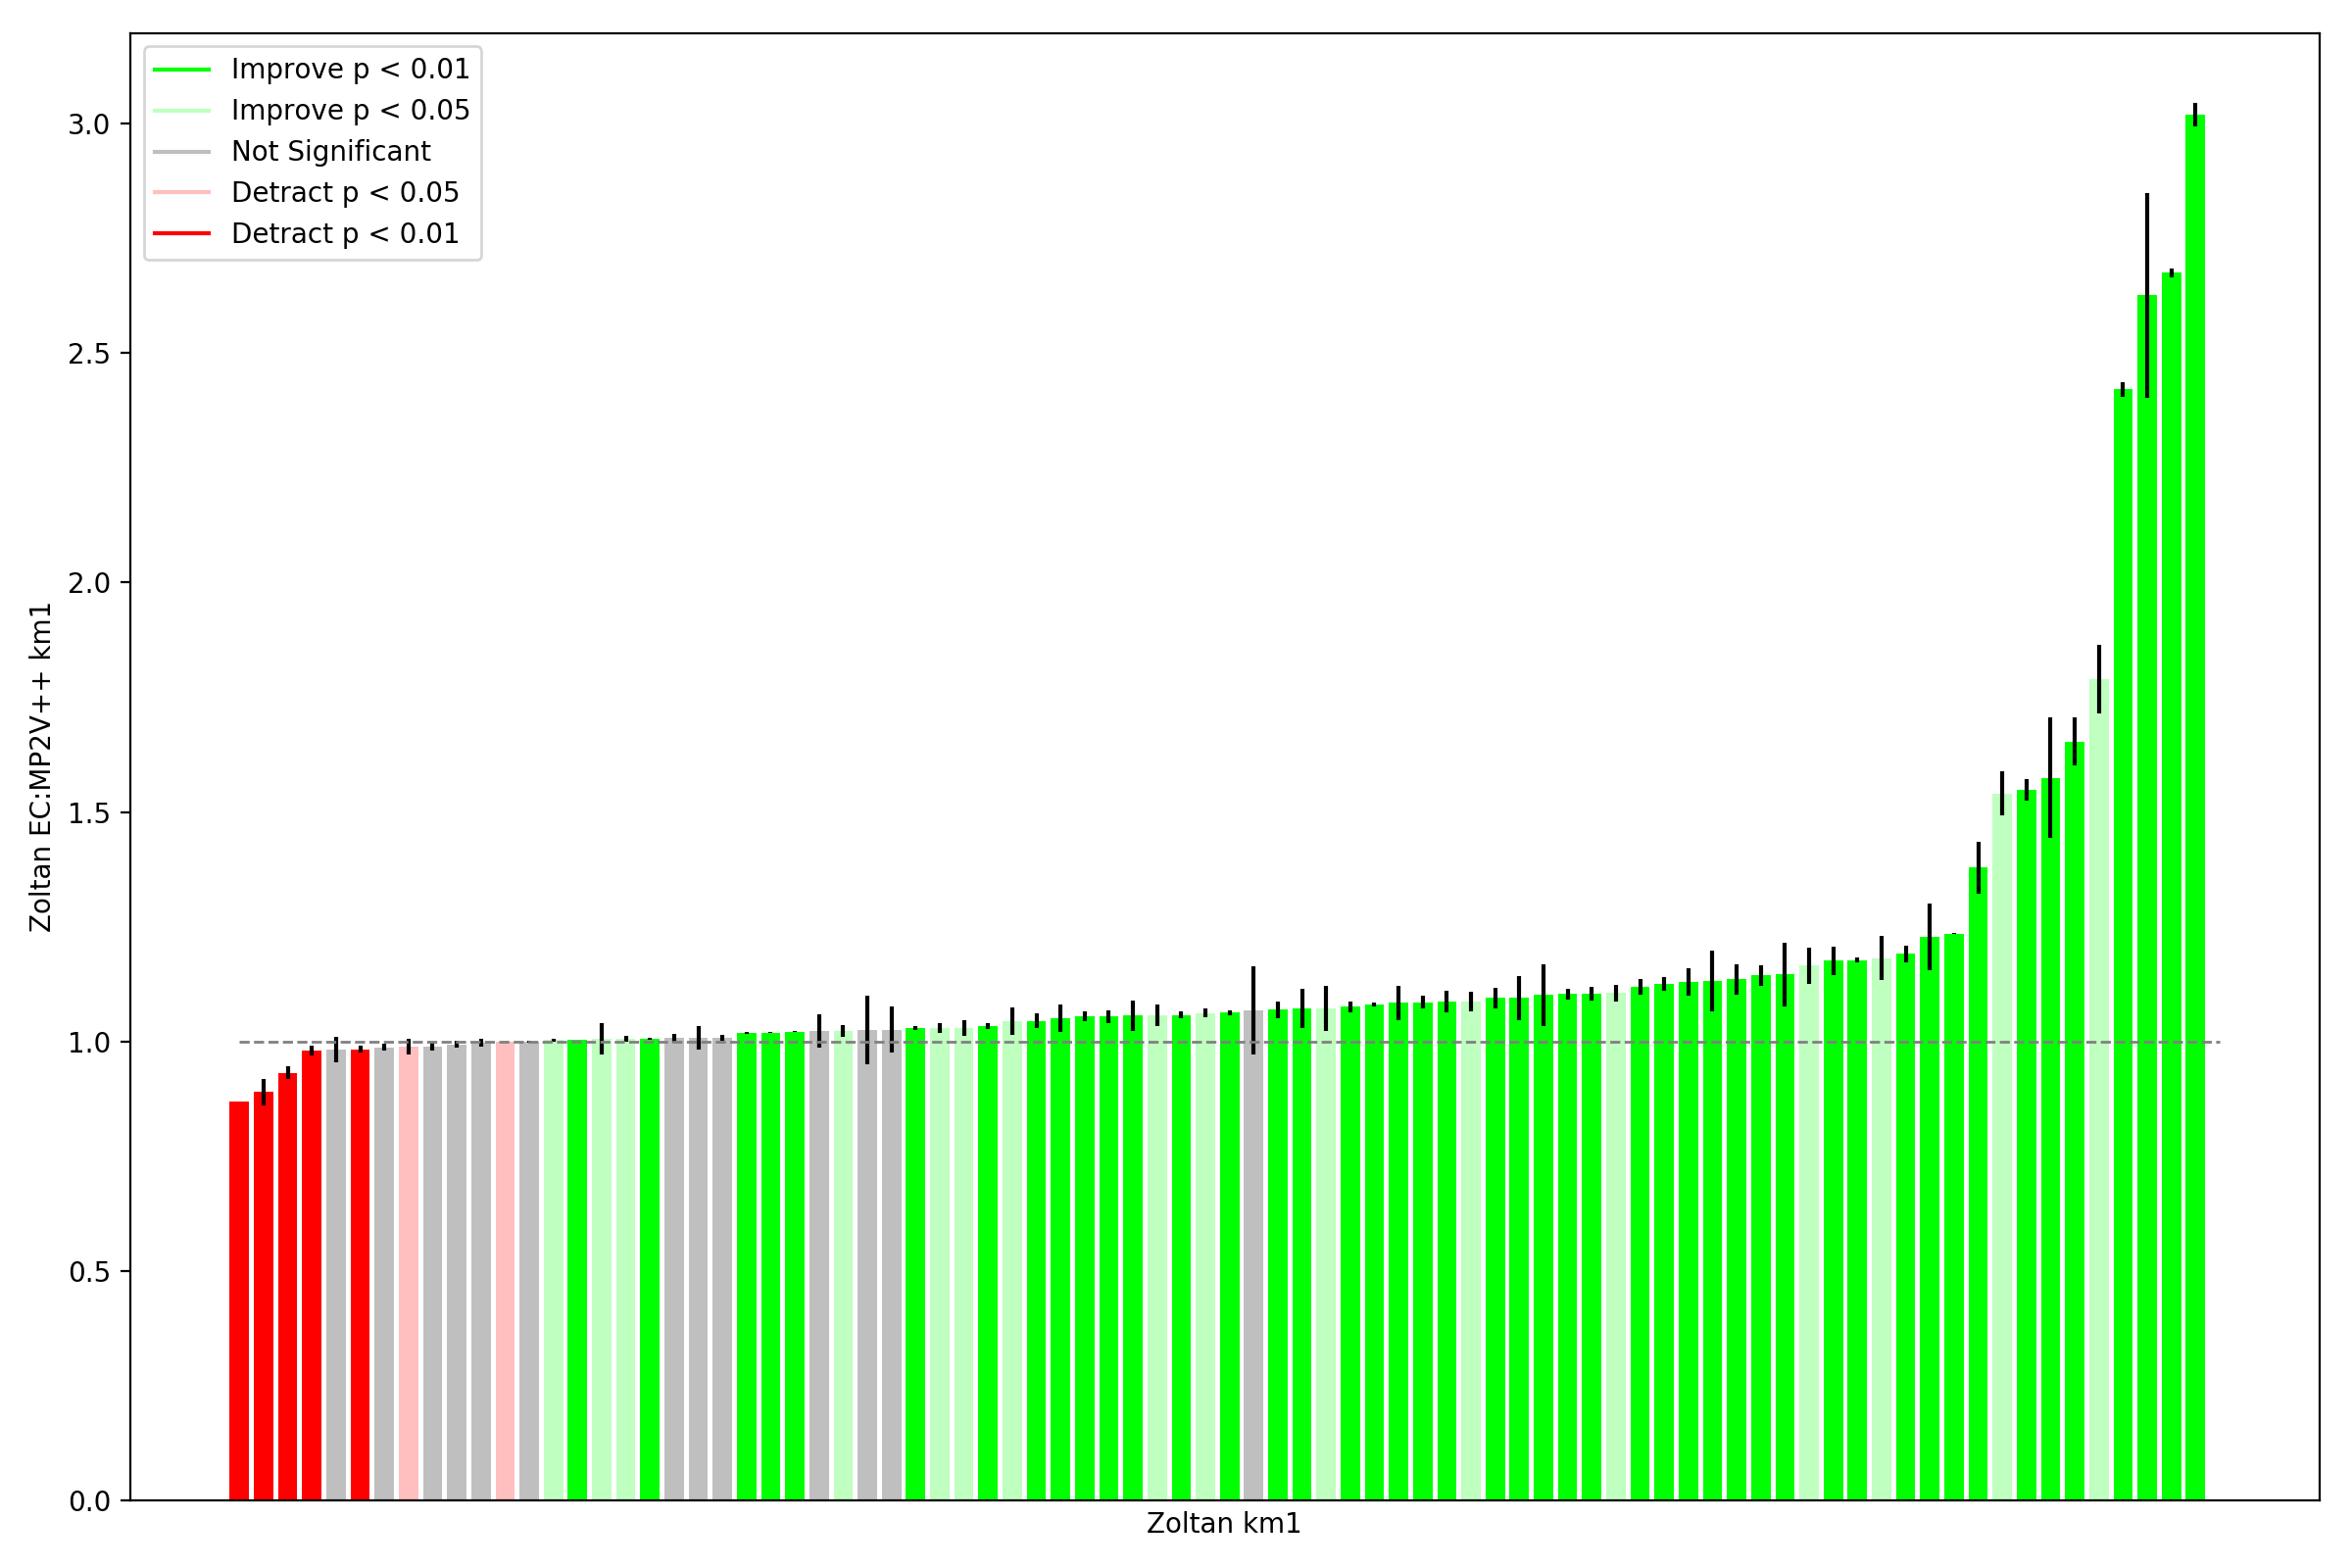 Improve p < 0.01
Improve p < 0.05
Not Significant
Detract p < 0.05
Detract p < 0.01
3.0
2.5
2.0
1.5
1.0
0.5
0.0
Zoltan EC:MP2V++ km1
Zoltan km1